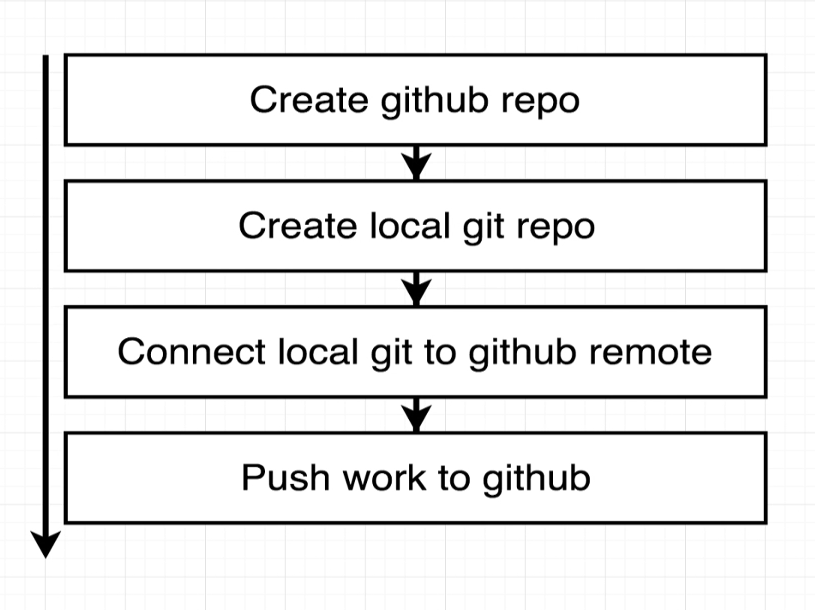 Create github repo
Create local git repo
Connect local git to github remote
Push work to github